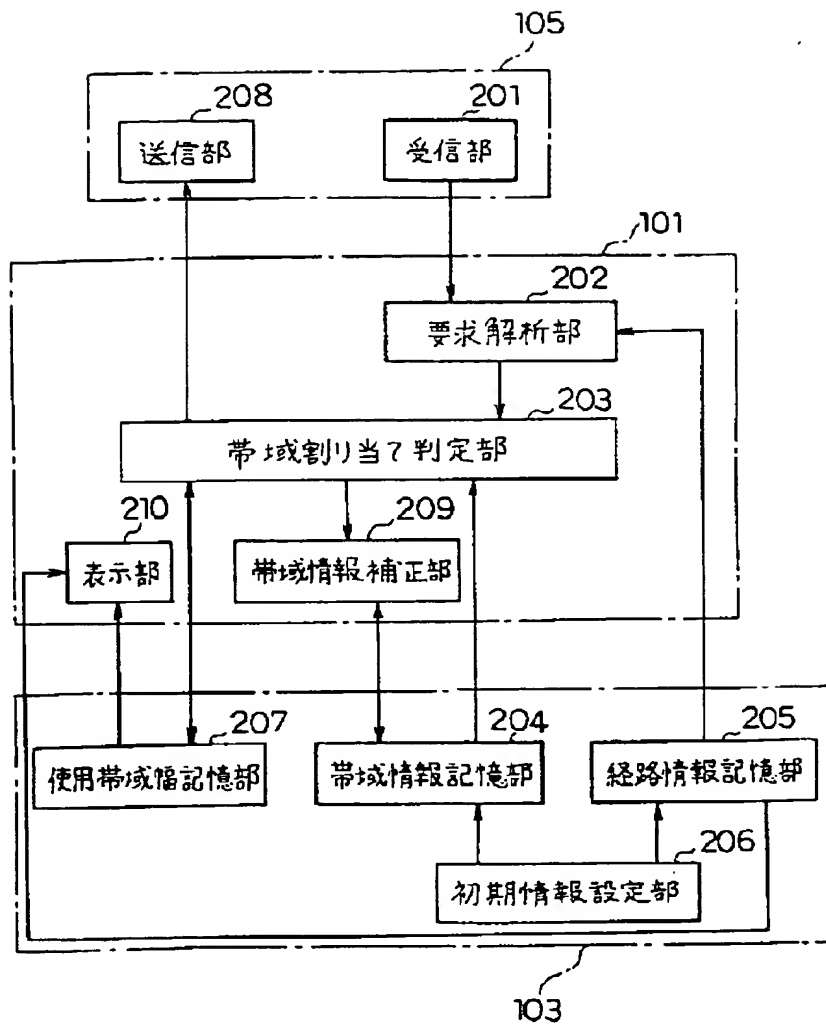 105
208
201
送信部
受信部
101
202
要求解析部
203
帯域割り当て判定部
210
209
表示部
帯域情報補正部
207
204
205
使用帯域幅記憶部
帯域情報記憶部
経路情報記憶部
206
初期情報設定部
103